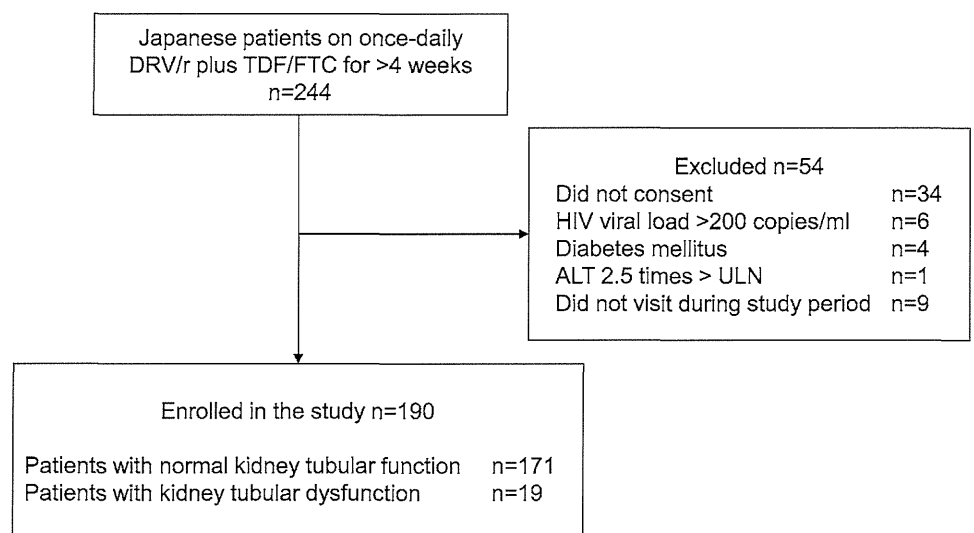 Japanese patients on once-daily
DRV/r plus TDF/FTC for >4 weeks
n=244
Excluded n=54
Did not consent n=34
HIV viral load >200 copies/ml n=6
Diabetes mellitus n=4
ALT 2.5 times > ULN n=1
Did not visit during study period n=9
Enrolled in the study n=190
Patients with normal kidney tubular function n=171
Patients with kidney tubular dysfunction n=19